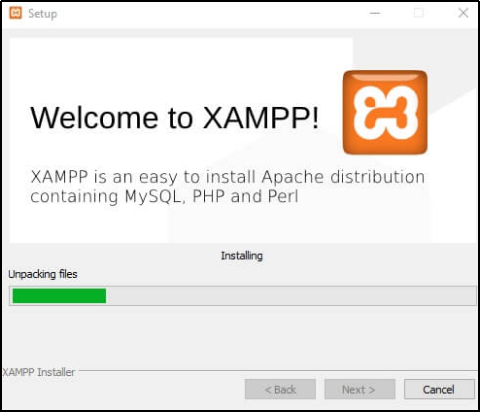 Setup
Welcome to XAMPP!
XAMPP is an easy to install Apache distribution
containing MySQL, PHP and Perl
Installing
Unpacking files
XAMPP Installer
< Back
Next >
Cancel